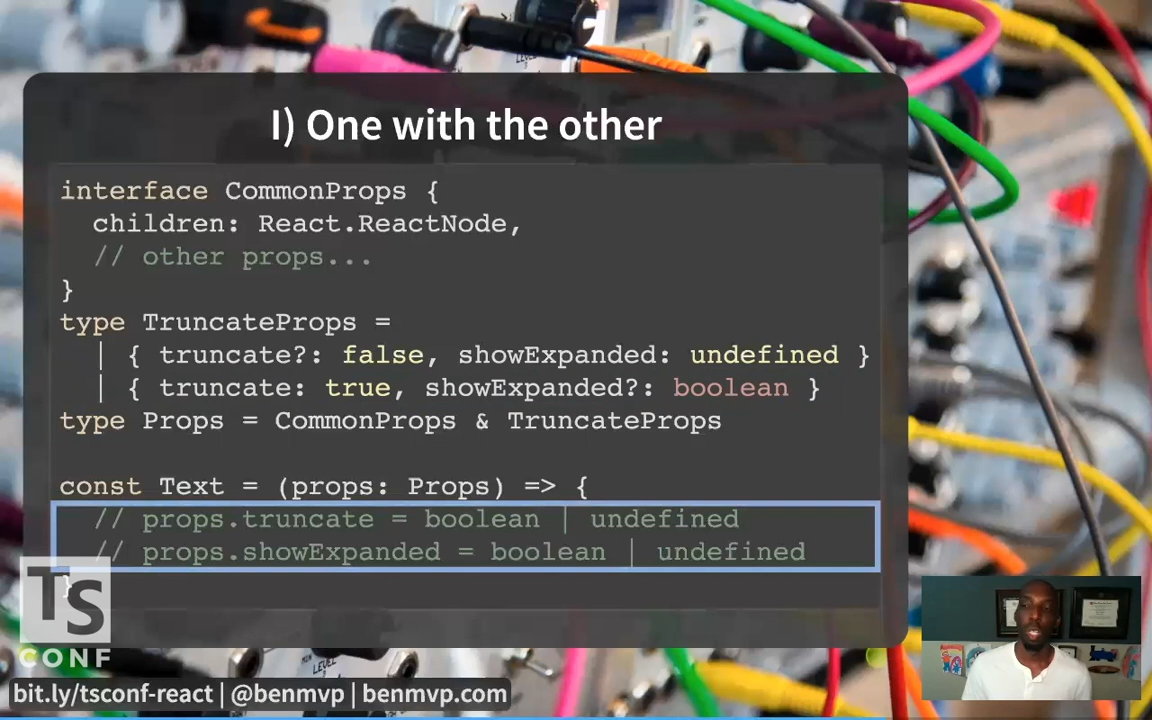 I) One with the other
interface CommonProps {
children: React.ReactNode,
// other props...
}
type TruncateProps =
| { truncate?: false, showExpanded: undefined }
| { truncate: true, showExpanded?: boolean }
type Props = CommonProps & TruncateProps
const Text = (props: Props) => {
// props.truncate = boolean | undefined
// props.showExpanded = boolean | undefined
}
TS
CONF
bit.ly/tsconf-react | @benmvp | benmvp.com